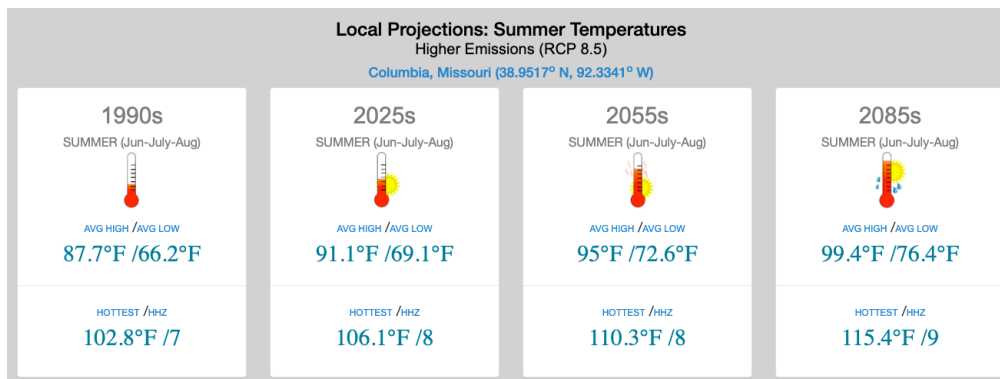 Local Projections: Summer Temperatures
Higher Emissions (RCP 8.5)
Columbia, Missouri (38.9517° N, 92.3341° W)
1990s
SUMMER (Jun-July-Aug)
AVG HIGH /AVG LOW
87.7°F /66.2°F
HOTTEST /HHZ
102.8°F /7
2025s
SUMMER (Jun-July-Aug)
AVG HIGH /AVG LOW
91.1°F /69.1°F
HOTTEST /HHZ
106.1°F /8
2055s
SUMMER (Jun-July-Aug)
AVG HIGH /AVG LOW
95°F /72.6°F
HOTTEST /HHZ
110.3°F /8
2085s
SUMMER (Jun-July-Aug)
AVG HIGH /AVG LOW
99.4°F /76.4°F
HOTTEST /HHZ
115.4°F /9